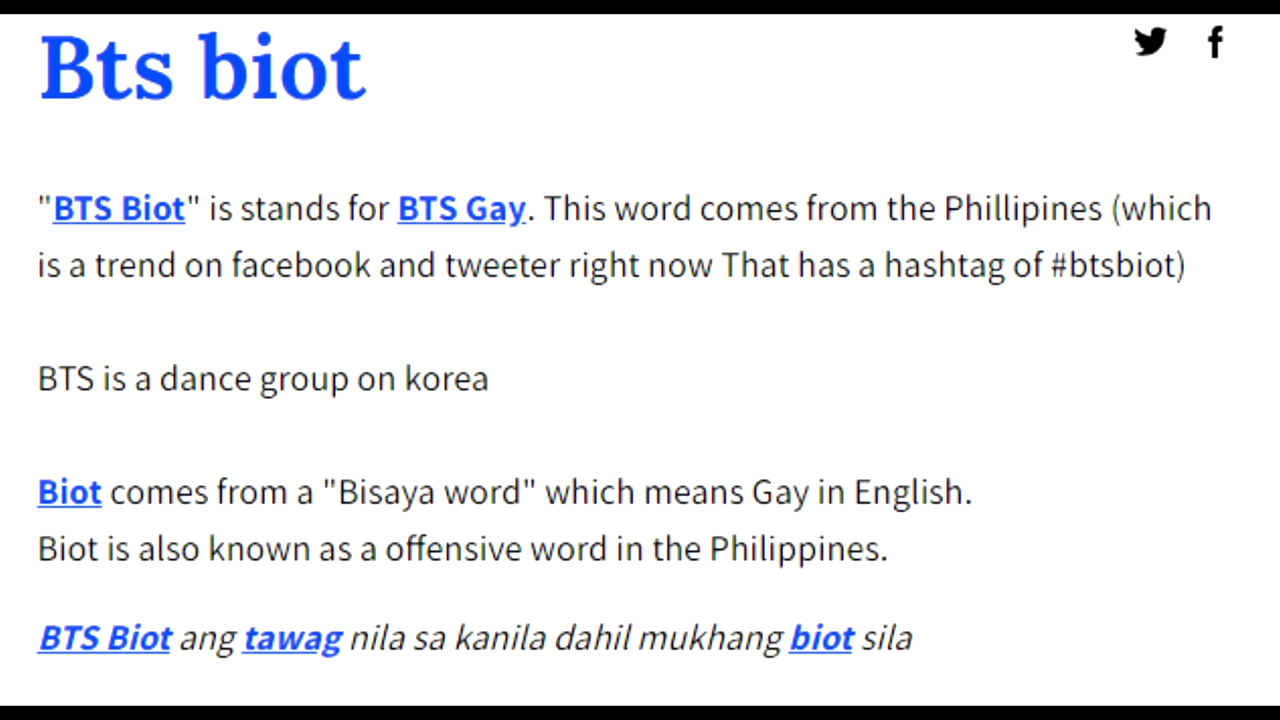 Bts biot
"BTS Biot" is stands for BTS Gay. This word comes from the Phillipines (which
is a trend on facebook and tweeter right now That has a hashtag of #btsbiot)
BTS is a dance group on korea
Biot comes from a "Bisaya word" which means Gay in English.
Biot is also known as a offensive word in the Philippines.
BTS Biot ang tawag nila sa kanila dahil mukhang biot sila